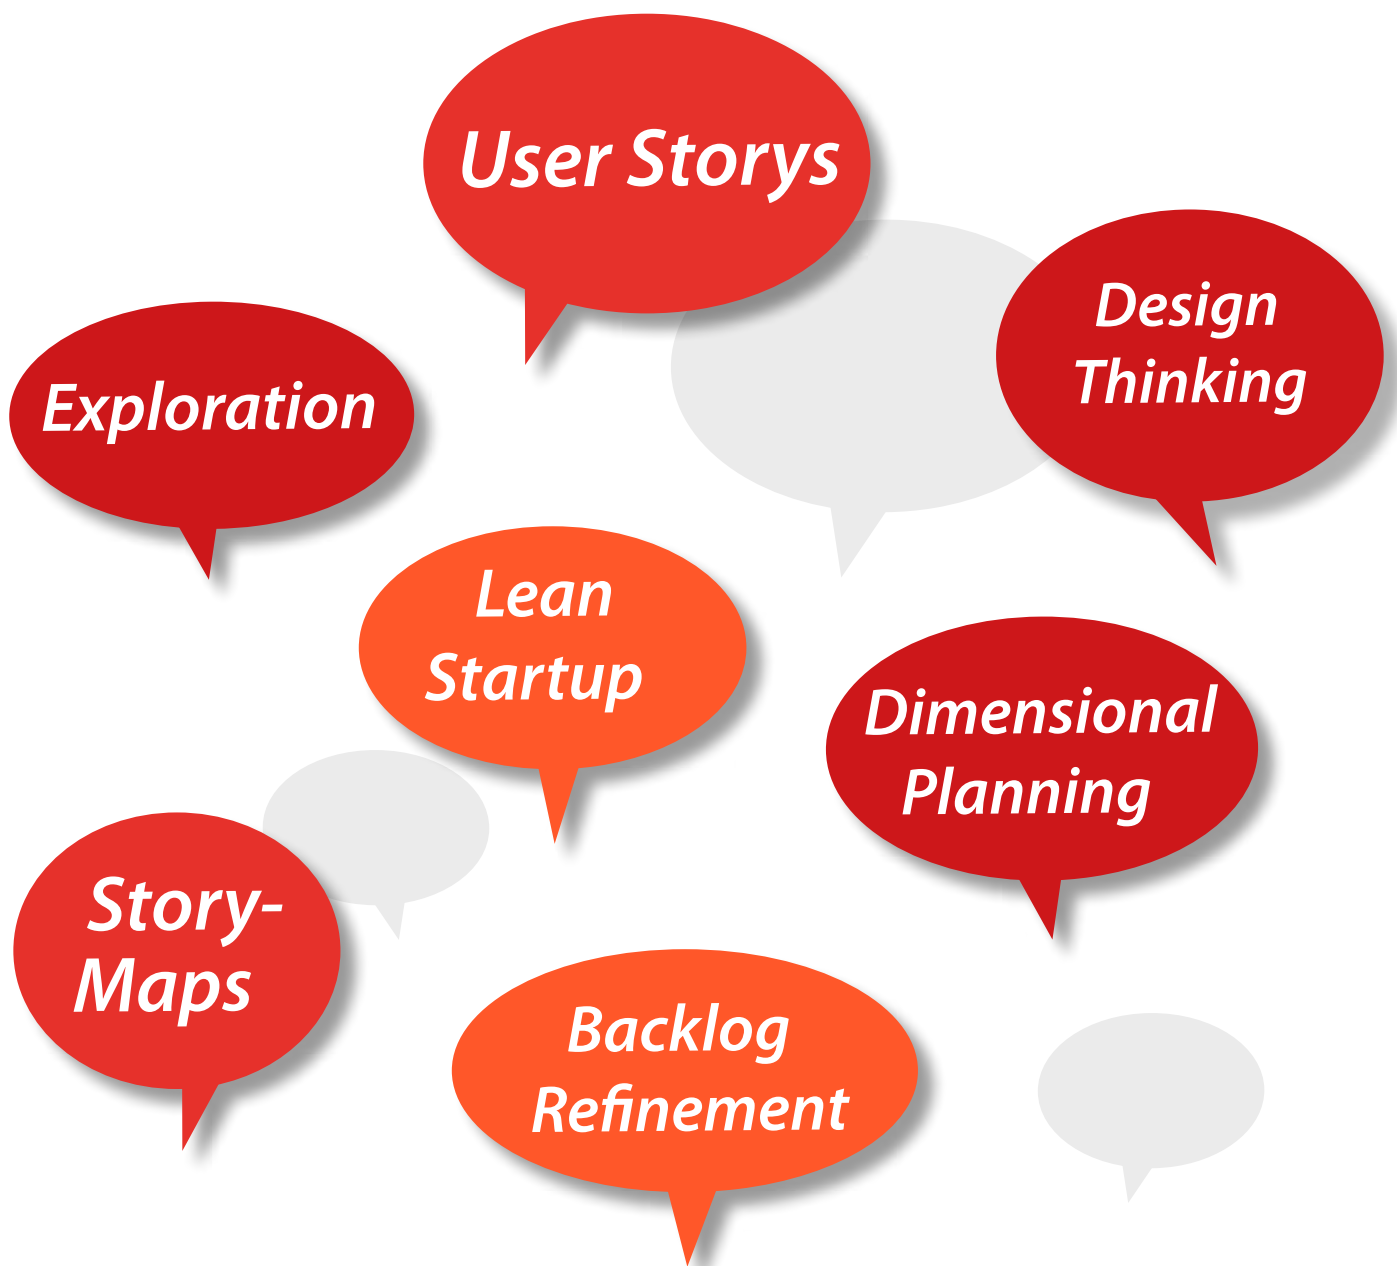 User Storys
Design
Thinking
Exploration
Lean
Startup
Dimensional
Planning
Story-
Maps
Backlog
Refinement